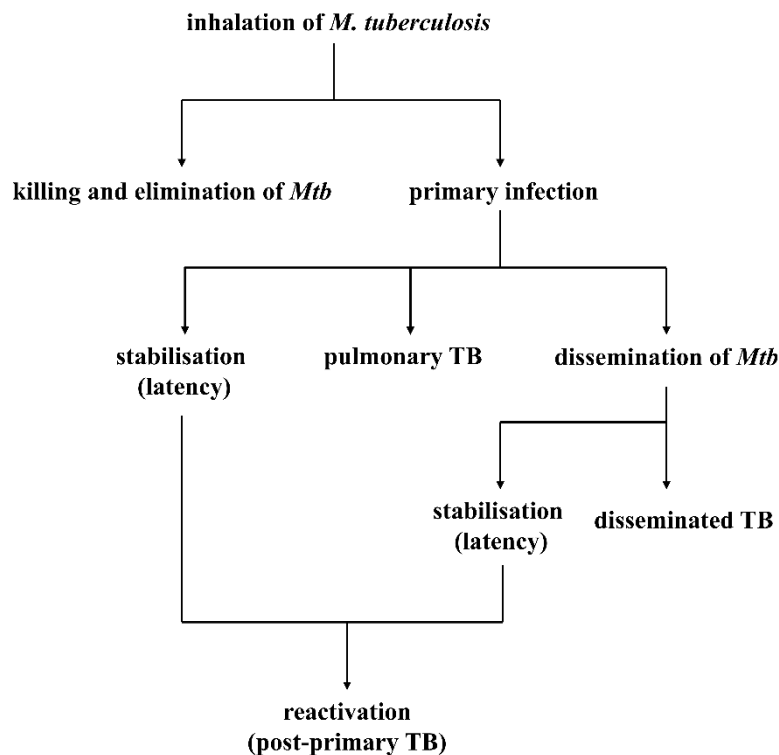 inhalation of M. tuberculosis
killing and elimination of Mtb
primary infection
stabilisation
(latency)
pulmonary TB
dissemination of Mtb
stabilisation
(latency)
disseminated TB
reactivation
(post-primary TB)